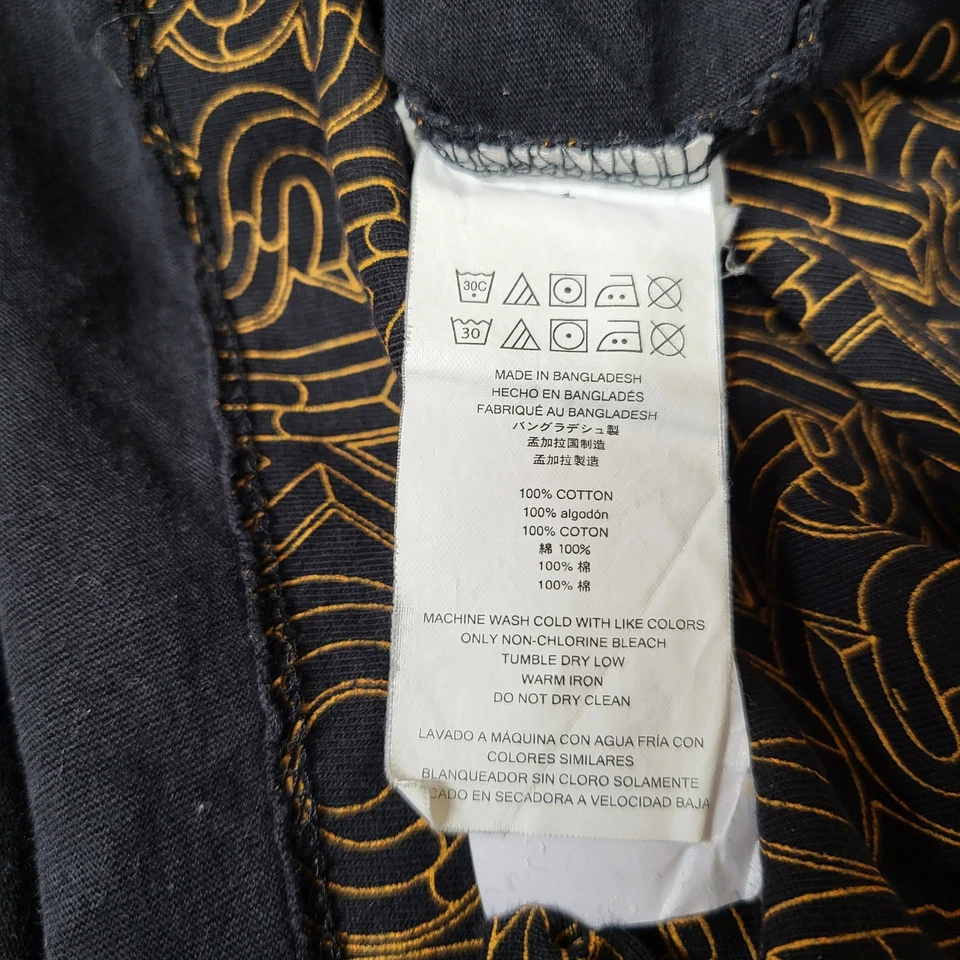 30C
30
MADE IN BANGLADESH
HECHO EN BANGLADÉS
FABRIQUÉ AU BANGLADESH
バングラデシュ製
孟加拉国制造
孟加拉製造
100% COTTON
100% algodón
100% COTON
綿 100%
100% 棉
100% 棉
MACHINE WASH COLD WITH LIKE COLORS
ONLY NON-CHLORINE BLEACH
TUMBLE DRY LOW
WARM IRON
DO NOT DRY CLEAN
LAVADO A MÁQUINA CON AGUA FRÍA CON
COLORES SIMILARES
BLANQUEADOR SIN CLORO SOLAMENTE
CADO EN SECADORA A VELOCIDAD BAJA